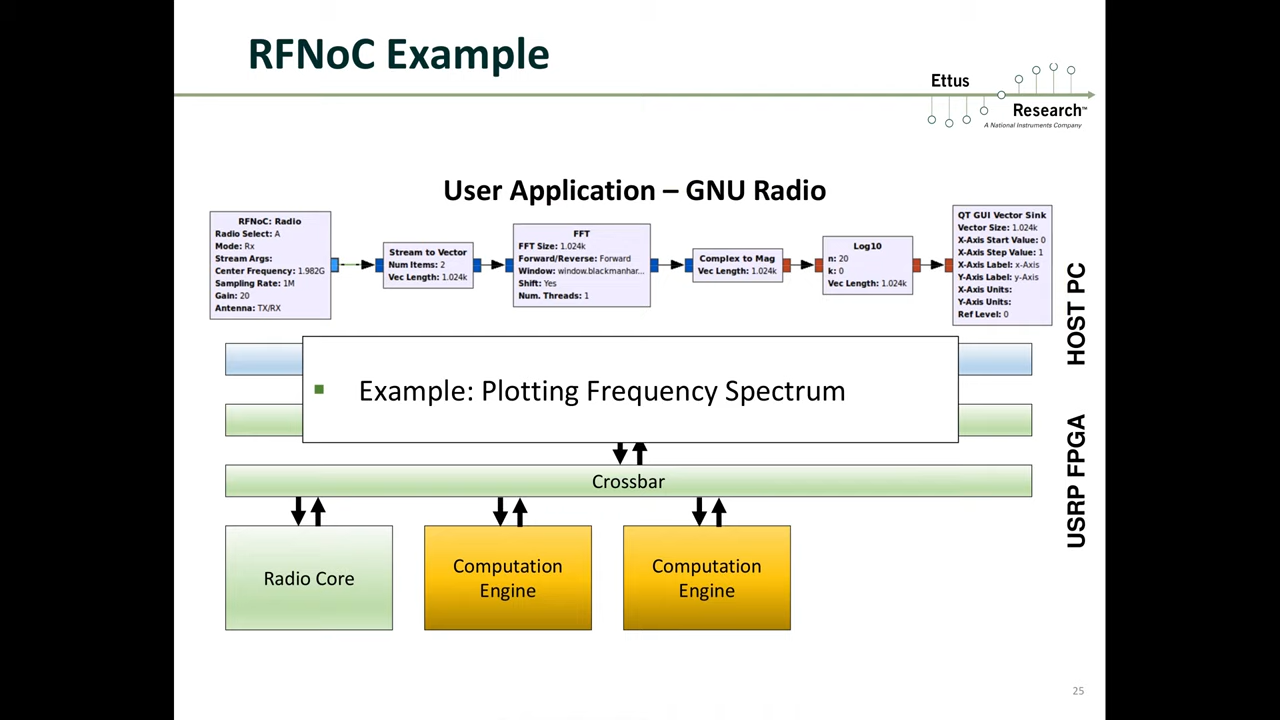 RFNoC Example
Ettus
Research™
A National Instruments Company
User Application – GNU Radio
RFNoC: Radio
Radio Select: A
Mode: Rx
Stream Args:
Center Frequency: 1.982G
Sampling Rate: 1M
Gain: 20
Antenna: TX/RX
Stream to Vector
Num Items: 2
Vec Length: 1.024k
FFT
FFT Size: 1.024k
Forward/Reverse: Forward
Window: window.blackmanhar...
Shift: Yes
Num. Threads: 1
Complex to Mag
Vec Length: 1.024k
Log10
n: 20
k: 0
Vec Length: 1.024k
QT GUI Vector Sink
Vector Size: 1.024k
X-Axis Start Value: 0
X-Axis Step Value: 1
X-Axis Label: x-Axis
Y-Axis Label: y-Axis
X-Axis Units:
Y-Axis Units:
Ref Level: 0
HOST PC
Example: Plotting Frequency Spectrum
USRP FPGA
Crossbar
Radio Core
Computation
Engine
Computation
Engine
25